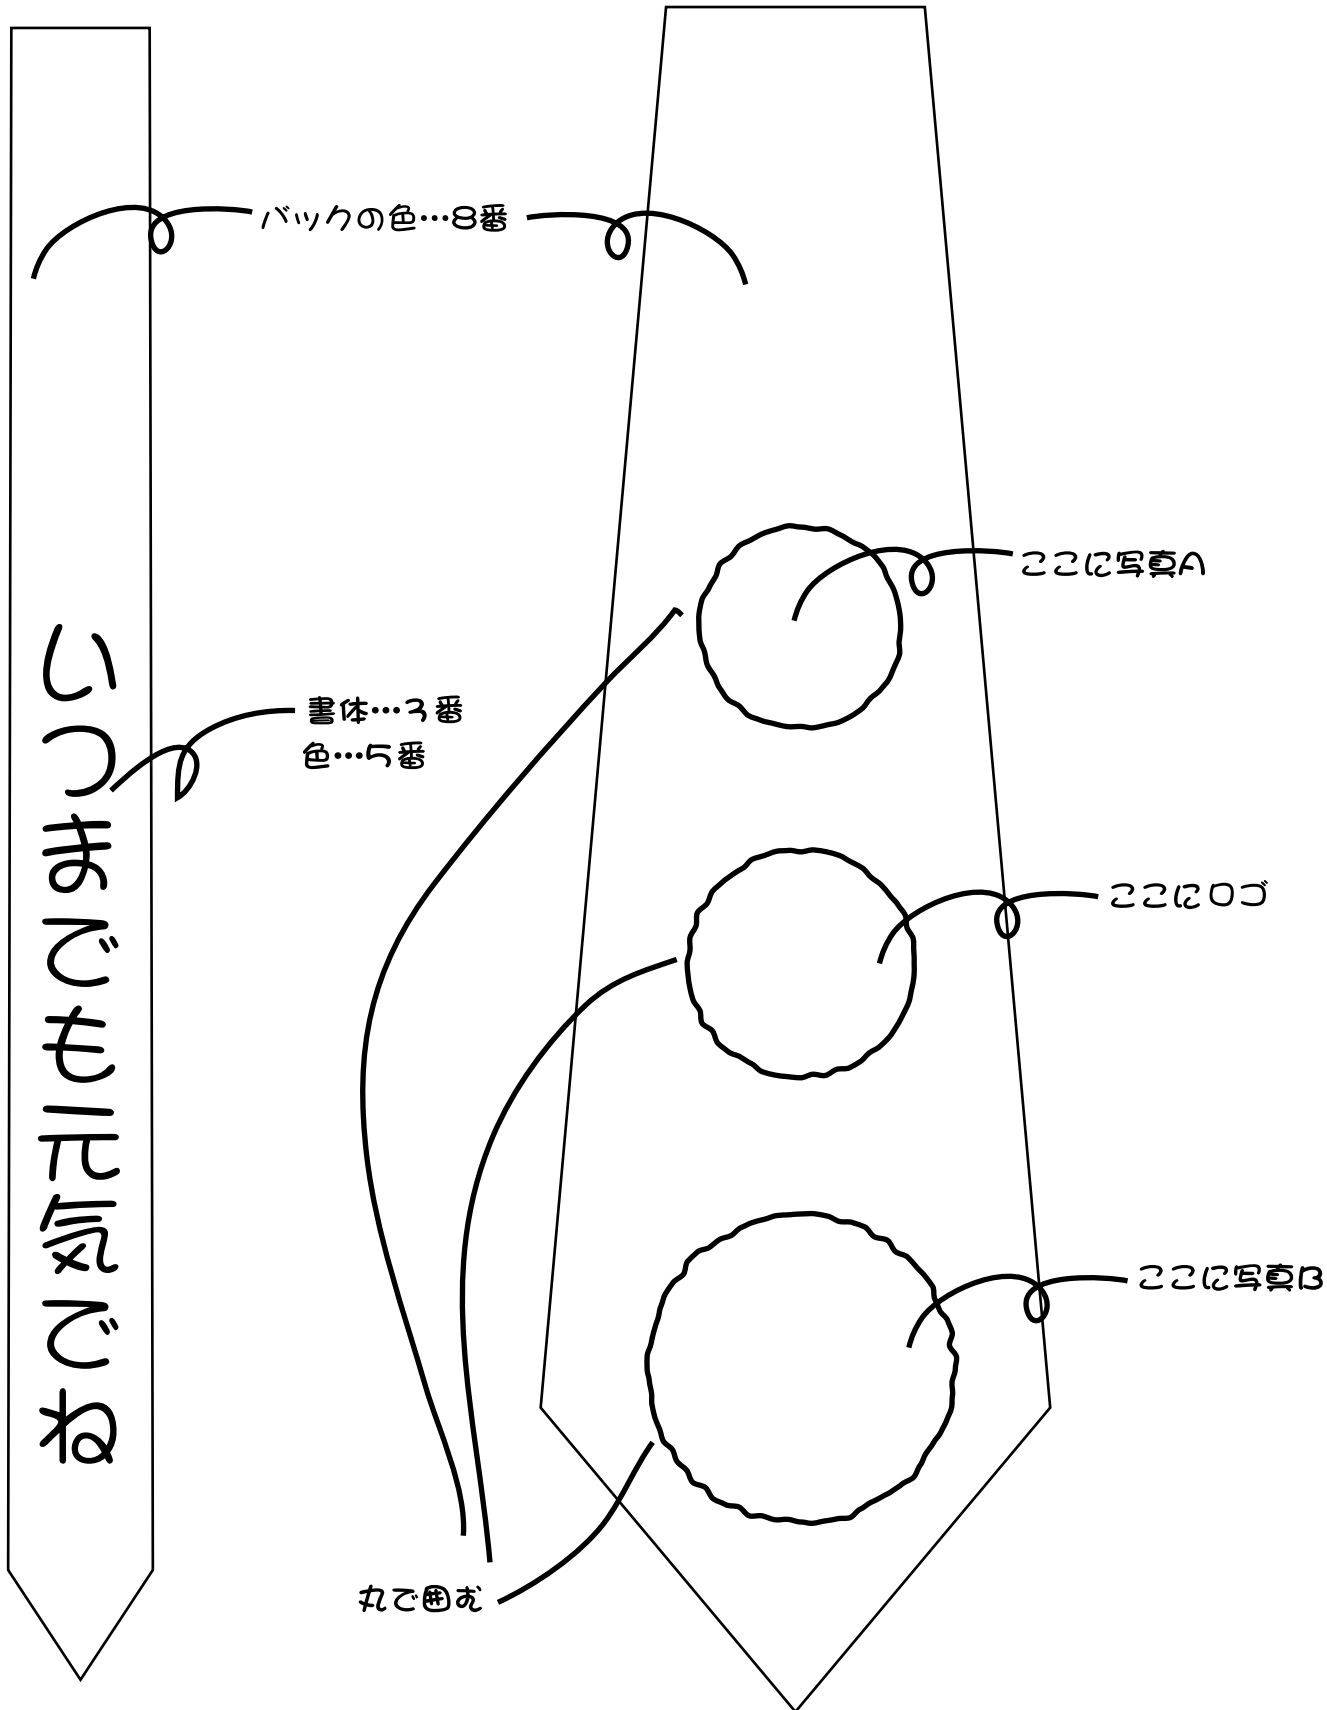 バックの色…8番
ここに写真A
いつまでも元気でね
書体…3番
色…5番
ここにロゴ
ここに写真B
丸で囲む